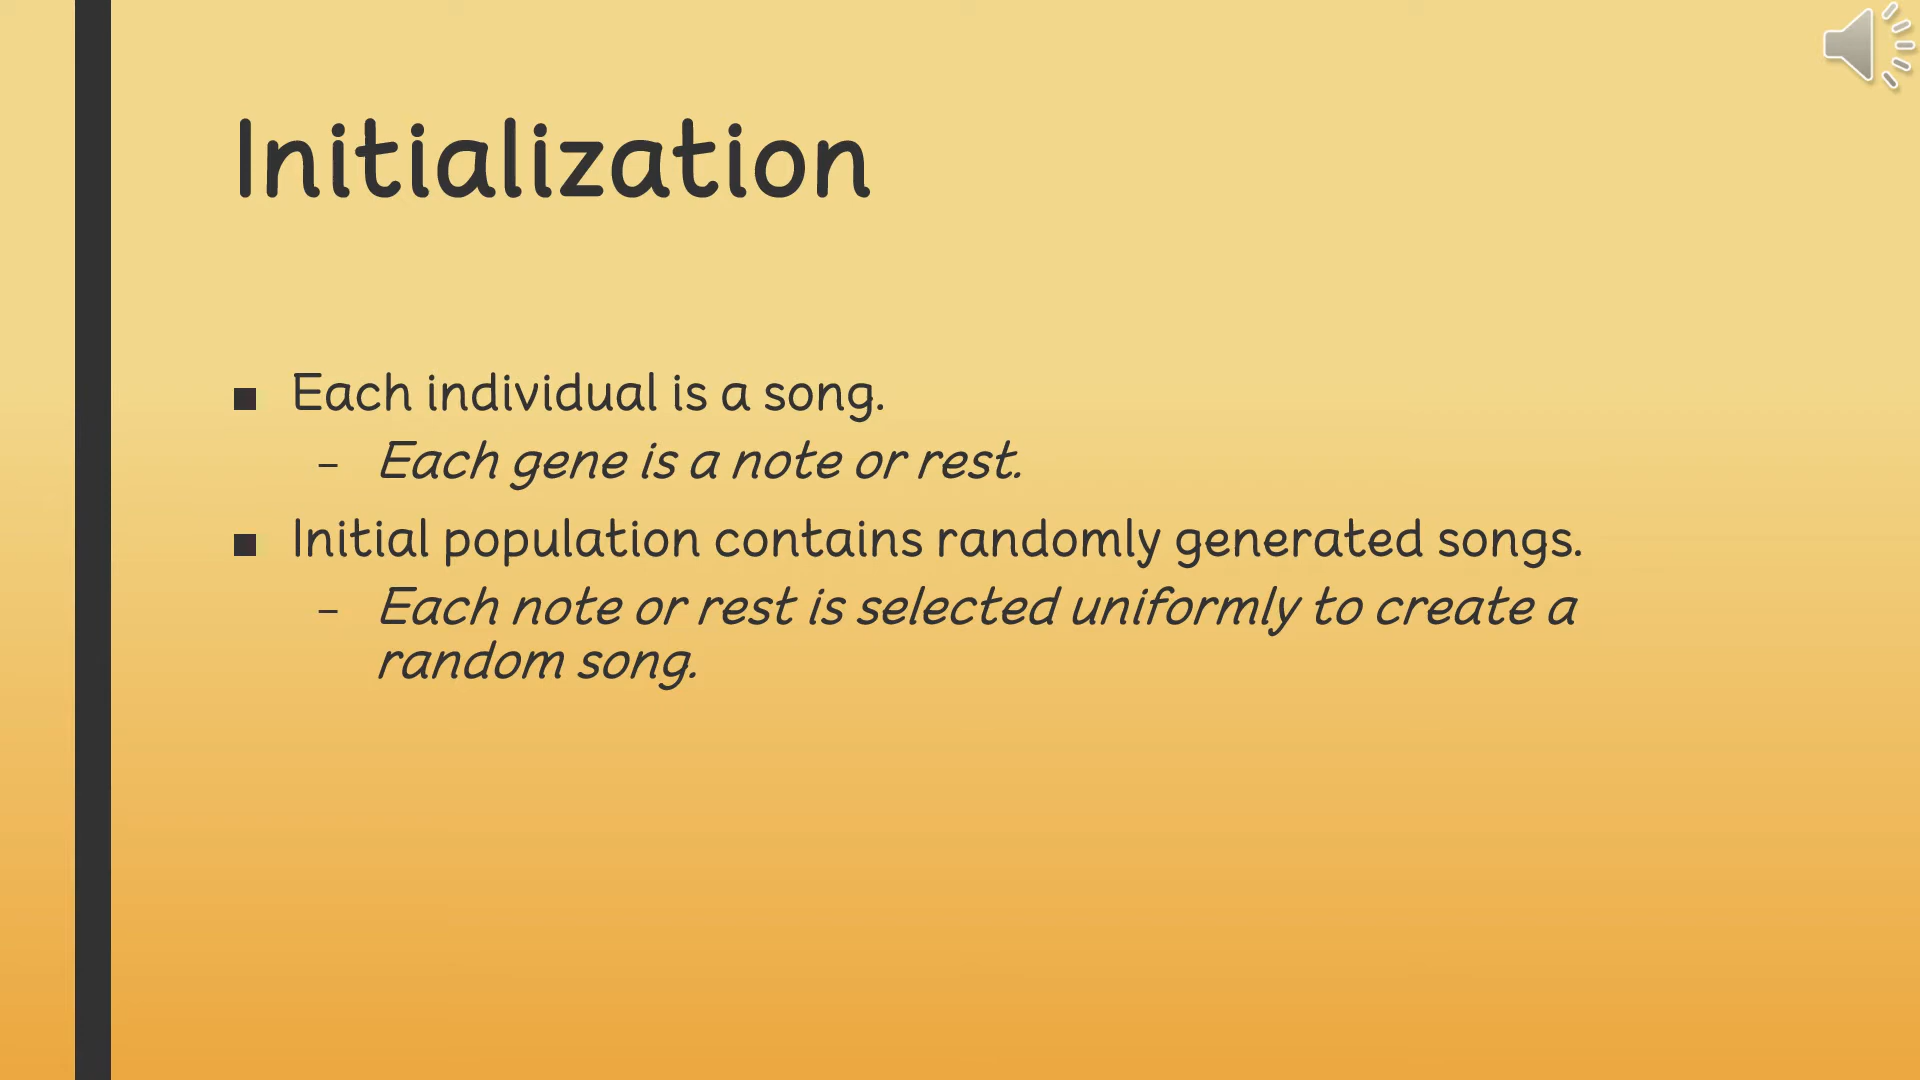 Initialization
■ Each individual is a song.
– Each gene is a note or rest.
■ Initial population contains randomly generated songs.
– Each note or rest is selected uniformly to create a
random song.